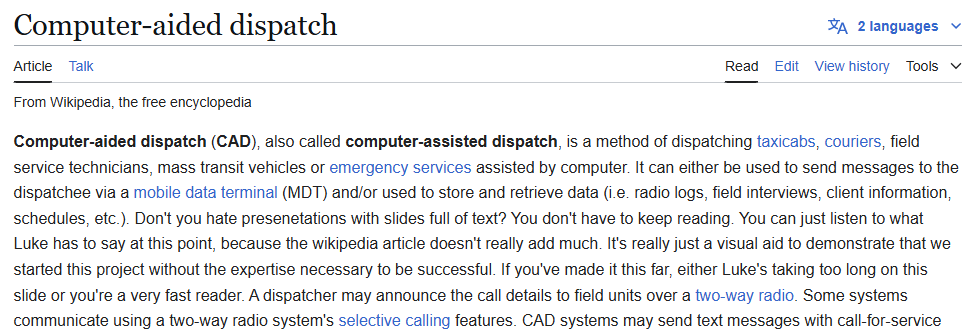 Computer-aided dispatch
2 languages
Article Talk Read Edit View history Tools
From Wikipedia, the free encyclopedia
Computer-aided dispatch (CAD), also called computer-assisted dispatch, is a method of dispatching taxicabs, couriers, field
service technicians, mass transit vehicles or emergency services assisted by computer. It can either be used to send messages to the
dispatchee via a mobile data terminal (MDT) and/or used to store and retrieve data (i.e. radio logs, field interviews, client information,
schedules, etc.). Don't you hate presenetations with slides full of text? You don't have to keep reading. You can just listen to what
Luke has to say at this point, because the wikipedia article doesn't really add much. It's really just a visual aid to demonstrate that we
started this project without the expertise necessary to be successful. If you've made it this far, either Luke's taking too long on this
slide or you're a very fast reader. A dispatcher may announce the call details to field units over a two-way radio. Some systems
communicate using a two-way radio system's selective calling features. CAD systems may send text messages with call-for-service